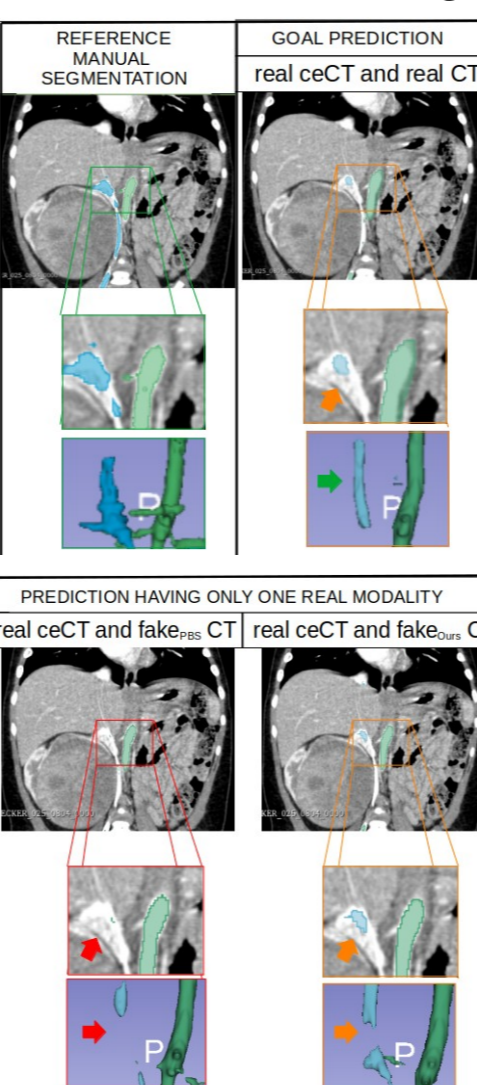 REFERENCE
MANUAL
SEGMENTATION
GOAL PREDICTION
real ceCT and real CT
P
P
PREDICTION HAVING ONLY ONE REAL MODALITY
real ceCT and fakePBS CT
real ceCT and fakeOurs C
P
P